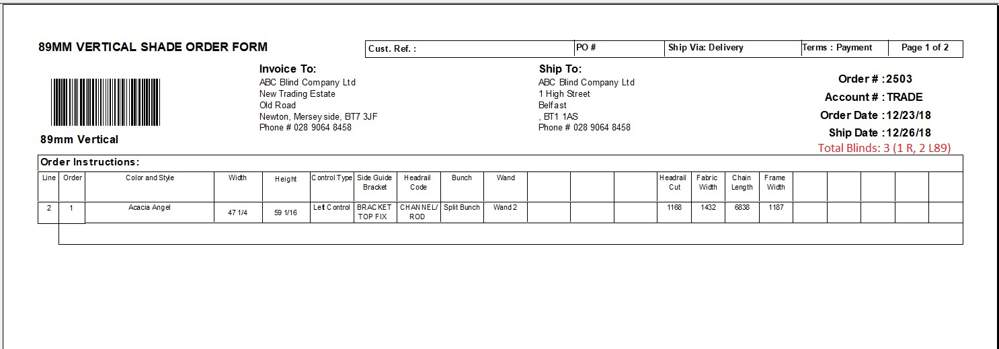 89MM VERTICAL SHADE ORDER FORM
Cust. Ref. : PO # Ship Via: Delivery Terms : Payment Page 1 of 2
Invoice To:
ABC Blind Company Ltd
New Trading Estate
Old Road
Newton, Merseyside, BT7 3JF
Phone # 028 9064 8458
Ship To:
ABC Blind Company Ltd
1 High Street
Belfast
, BT1 1AS
Phone # 028 9064 8458
Order # :2503
Account # :TRADE
Order Date :12/23/18
Ship Date :12/26/18
Total Blinds: 3 (1 R, 2 L89)
89mm Vertical
Order Instructions:
Line Order Color and Style Width Height Control Type Side Guide Headrail Bunch Wand Headrail Fabric Chain Frame
Bracket Code Cut Width Length Width
2 1 Acacia Angel 47 1/4 59 1/16 Left Control BRACKET CHANNEL/ Split Bunch Wand 2 1168 1432 6838 1187
TOP FIX ROD